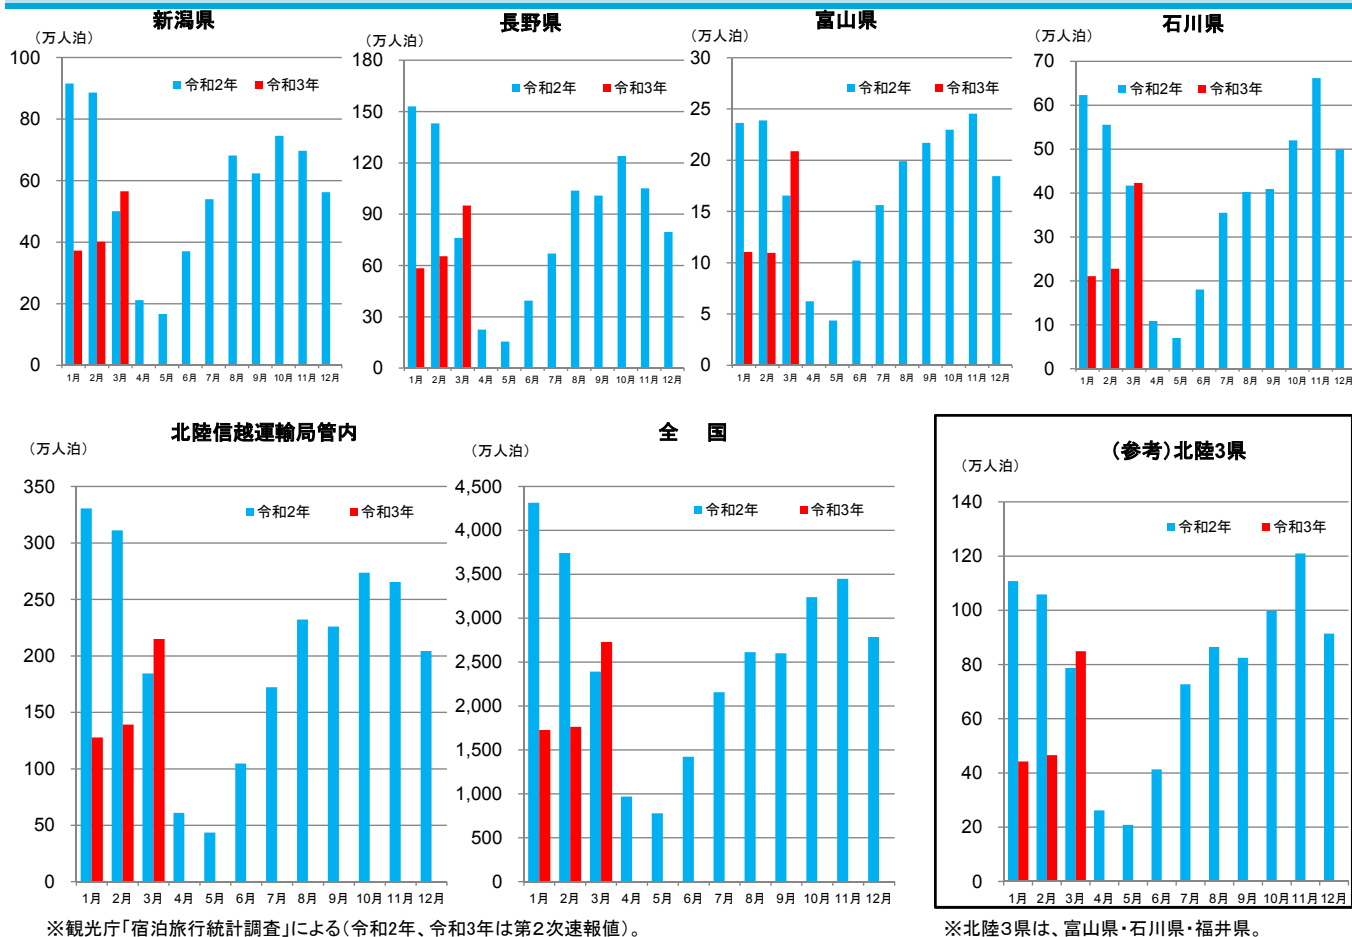 新潟県
（万人泊）
令和2年 令和3年
100
80
60
40
20
0
1月 2月 3月 4月 5月 6月 7月 8月 9月 10月 11月 12月
長野県
（万人泊）
令和2年 令和3年
180
150
120
90
60
30
0
1月 2月 3月 4月 5月 6月 7月 8月 9月 10月 11月 12月
富山県
（万人泊）
令和2年 令和3年
30
25
20
15
10
5
0
1月 2月 3月 4月 5月 6月 7月 8月 9月 10月 11月 12月
石川県
（万人泊）
令和2年 令和3年
70
60
50
40
30
20
10
0
1月 2月 3月 4月 5月 6月 7月 8月 9月 10月 11月 12月
北陸信越運輸局管内
（万人泊）
令和2年 令和3年
350
300
250
200
150
100
50
0
1月 2月 3月 4月 5月 6月 7月 8月 9月 10月 11月 12月
全 国
（万人泊）
令和2年 令和3年
4,500
4,000
3,500
3,000
2,500
2,000
1,500
1,000
500
0
1月 2月 3月 4月 5月 6月 7月 8月 9月 10月 11月 12月
（参考）北陸3県
（万人泊）
令和2年 令和3年
140
120
100
80
60
40
20
0
1月 2月 3月 4月 5月 6月 7月 8月 9月 10月 11月 12月
※観光庁「宿泊旅行統計調査」による（令和2年、令和3年は第2次速報値）。
※北陸3県は、富山県・石川県・福井県。